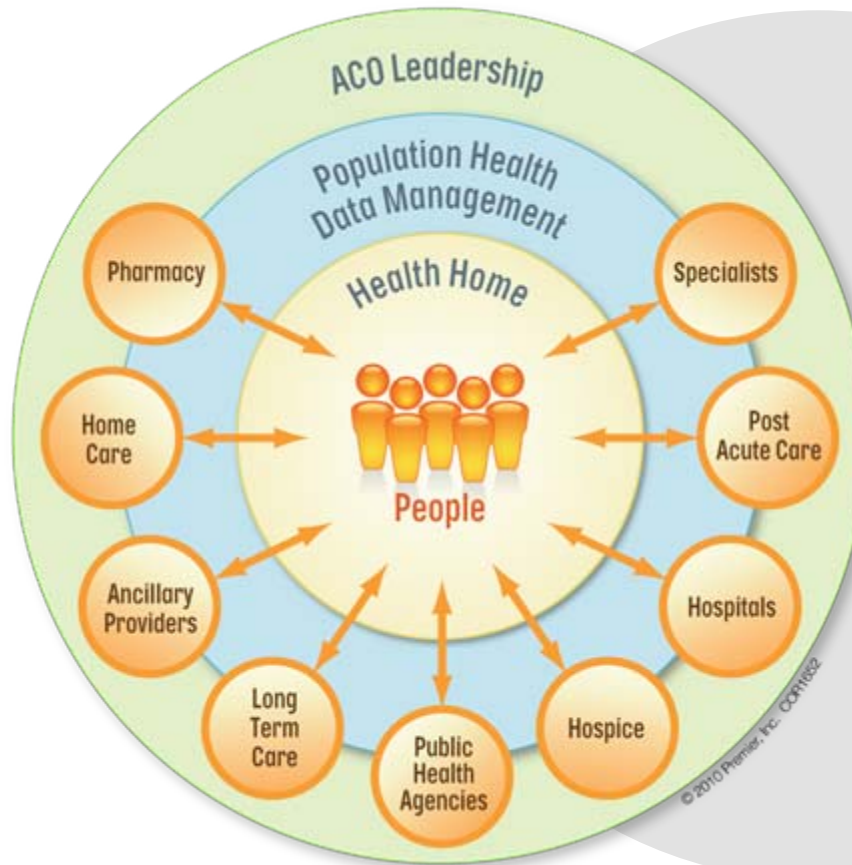 ACO Leadership
Population Health
Data Management
Health Home
Pharmacy
Specialists
Home
Care
Post
Acute Care
People
Ancillary
Providers
Hospitals
Long
Term
Care
Public
Health
Agencies
Hospice
© 2010 Premier, Inc. COR1652